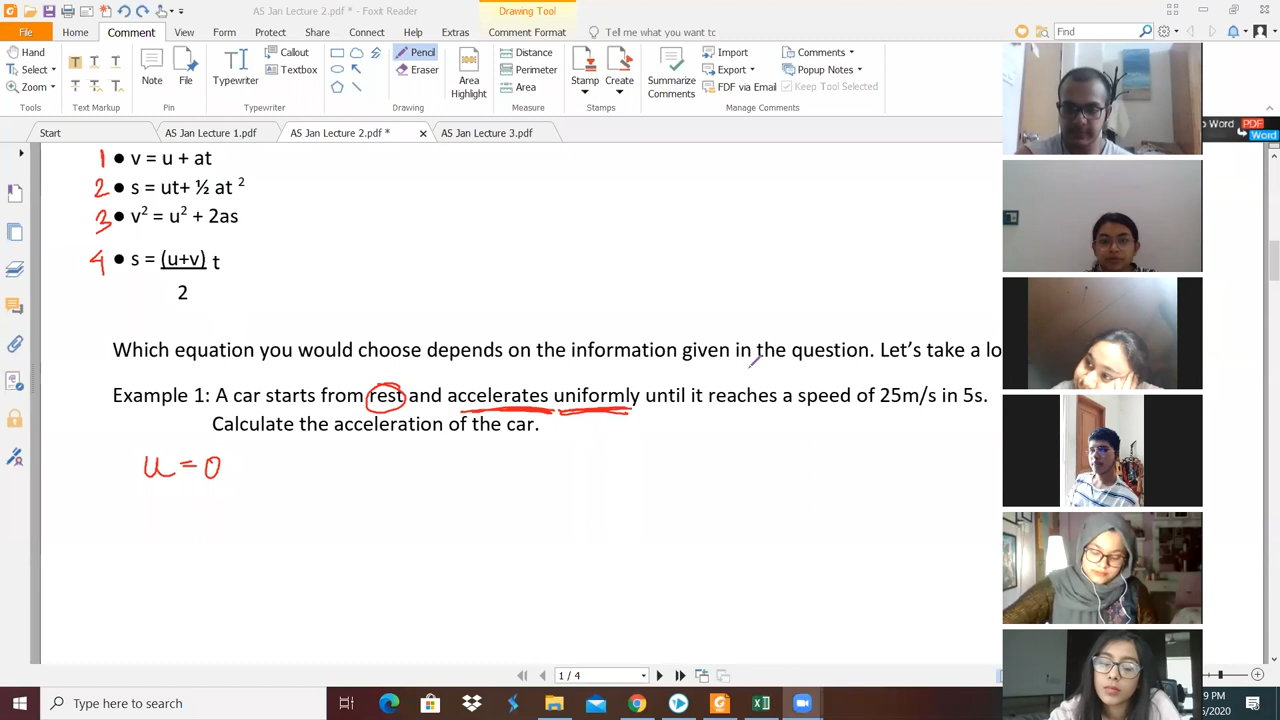 AS Jan Lecture 2.pdf * - Foxit Reader
Drawing Tool
File Home Comment View Form Protect Share Connect Help Extras Comment Format Tell me what you want tc Find
Hand
Select
Zoom
Tools
Text Markup
Note
File
Pin
Typewriter
Callout
Textbox
Typewriter
Pencil
Eraser
Drawing
Area Highlight
Distance
Perimeter
Area
Measure
Stamp
Create
Stamps
Summarize Comments
Import
Export
FDF via Email
Comments
Popup Notes
Keep Tool Selected
Manage Comments
Start AS Jan Lecture 1.pdf AS Jan Lecture 2.pdf * AS Jan Lecture 3.pdf
Word PDF
Word
1 ● v = u + at
2 ● s = ut+ ½ at ²
3 ● v² = u² + 2as
4 ● s = (u+v) t
2
Which equation you would choose depends on the information given in the question. Let's take a lo
Example 1: A car starts from rest and accelerates uniformly until it reaches a speed of 25m/s in 5s.
Calculate the acceleration of the car.
u = 0
1 / 4
Type here to search
9 PM
/2020